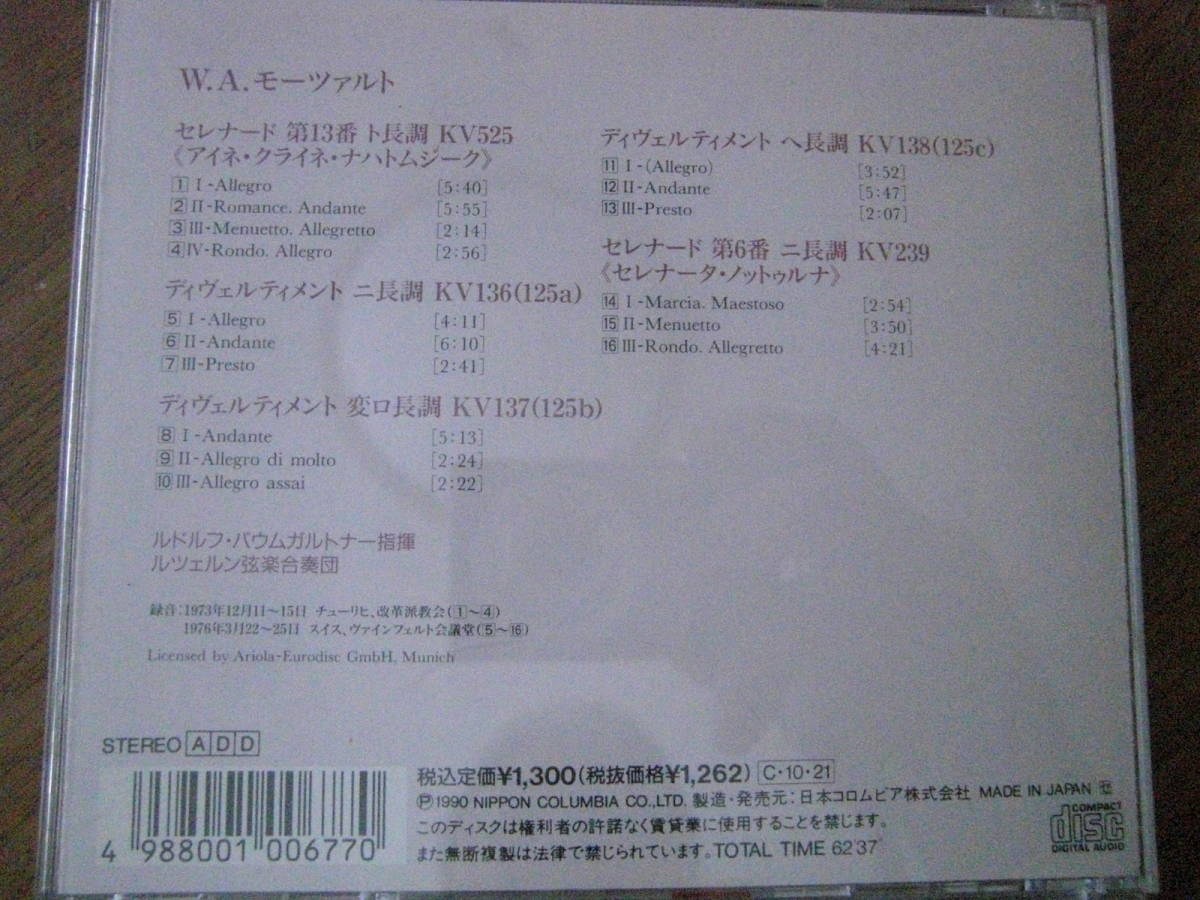 W.A.モーツァルト
セレナード 第13番 ト長調 KV525
《アイネ・クライネ・ナハトムジーク》
1 I-Allegro [5:40]
2 II-Romance. Andante [5:55]
3 III-Menuetto. Allegretto [2:14]
4 IV-Rondo. Allegro [2:56]
ディヴェルティメント ニ長調 KV136(125a)
5 I-Allegro [4:11]
6 II-Andante [6:10]
7 III-Presto [2:41]
ディヴェルティメント 変ロ長調 KV137(125b)
8 I-Andante [5:13]
9 II-Allegro di molto [2:24]
10 III-Allegro assai [2:22]
ディヴェルティメント ヘ長調 KV138(125c)
11 I-(Allegro) [3:52]
12 II-Andante [5:47]
13 III-Presto [2:07]
セレナード 第6番 ニ長調 KV239
《セレナータ・ノットゥルナ》
14 I-Marcia. Maestoso [2:54]
15 II-Menuetto [3:50]
16 III-Rondo. Allegretto [4:21]
ルドルフ・バウムガルトナー指揮
ルツェルン弦楽合奏団
録音:1973年12月11~15日 チューリヒ、改革派教会(1~4)
1976年3月22~25日 スイス、ヴァインフェルト会議堂(5~16)
Licensed by Ariola-Eurodisc GmbH, Munich
STEREO A D D
4 988001 006770
税込定価¥1,300(税抜価格¥1,262) C・10・21
Ⓟ1990 NIPPON COLUMBIA CO.,LTD. 製造・発売元:日本コロムビア株式会社 MADE IN JAPAN
このディスクは権利者の許諾なく賃貸業に使用することを禁じます。
また無断複製は法律で禁じられています。TOTAL TIME 62'37
COMPACT
disc
DIGITAL AUDIO